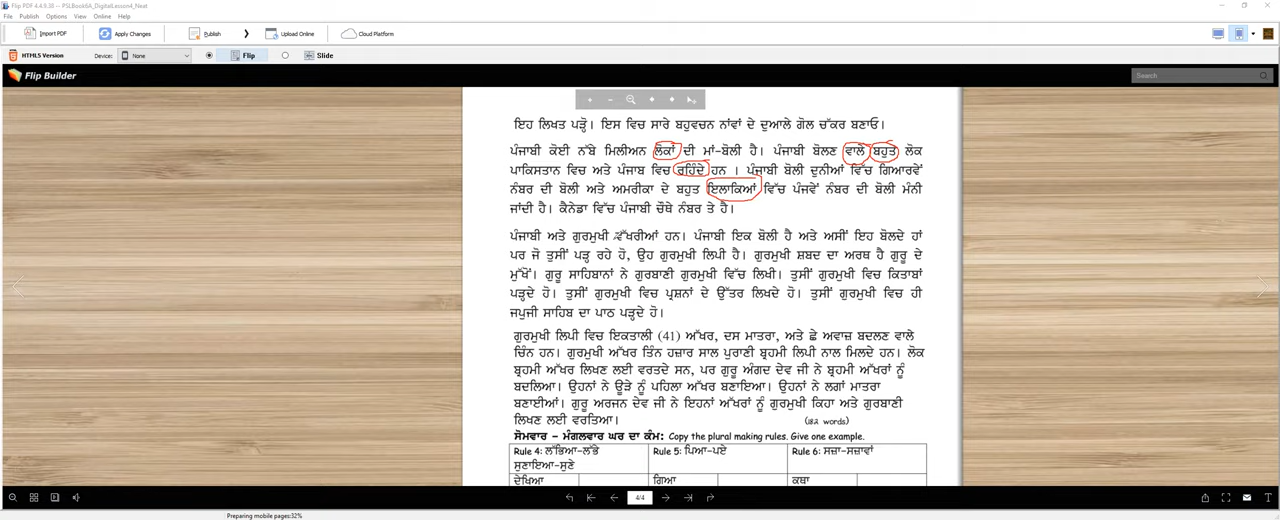 Flip PDF 4.4.9.38 -- PSLBook6A_DigitalLesson4_Neat
File Publish Options View Online Help
Import PDF Apply Changes Publish Upload Online Cloud Platform
HTML5 Version Device: None Flip Slide
Flip Builder Search
ਇਹ ਲਿਖਤ ਪੜ੍ਹੋ। ਇਸ ਵਿਚ ਸਾਰੇ ਬਹੁਵਚਨ ਨਾਂਵਾਂ ਦੇ ਦੁਆਲੇ ਗੋਲ ਚੱਕਰ ਬਣਾਓ।
ਪੰਜਾਬੀ ਕੋਈ ਨੱਬੇ ਮਿਲੀਅਨ ਲੋਕਾਂ ਦੀ ਮਾਂ-ਬੋਲੀ ਹੈ। ਪੰਜਾਬੀ ਬੋਲਣ ਵਾਲੇ ਬਹੁਤ ਲੋਕ
ਪਾਕਿਸਤਾਨ ਵਿਚ ਅਤੇ ਪੰਜਾਬ ਵਿਚ ਰਹਿੰਦੇ ਹਨ । ਪੰਜਾਬੀ ਬੋਲੀ ਦੁਨੀਆਂ ਵਿੱਚ ਗਿਆਰਵੇਂ
ਨੰਬਰ ਦੀ ਬੋਲੀ ਅਤੇ ਅਮਰੀਕਾ ਦੇ ਬਹੁਤ ਇਲਾਕਿਆਂ ਵਿੱਚ ਪੰਜਵੇਂ ਨੰਬਰ ਦੀ ਬੋਲੀ ਮੰਨੀ
ਜਾਂਦੀ ਹੈ। ਕੈਨੇਡਾ ਵਿੱਚ ਪੰਜਾਬੀ ਚੌਥੇ ਨੰਬਰ ਤੇ ਹੈ।
ਪੰਜਾਬੀ ਅਤੇ ਗੁਰਮੁਖੀ ਵੱਖਰੀਆਂ ਹਨ। ਪੰਜਾਬੀ ਇਕ ਬੋਲੀ ਹੈ ਅਤੇ ਅਸੀਂ ਇਹ ਬੋਲਦੇ ਹਾਂ
ਪਰ ਜੋ ਤੁਸੀਂ ਪੜ੍ਹ ਰਹੇ ਹੋ, ਉਹ ਗੁਰਮੁਖੀ ਲਿਪੀ ਹੈ। ਗੁਰਮੁਖੀ ਸ਼ਬਦ ਦਾ ਅਰਥ ਹੈ ਗੁਰੂ ਦੇ
ਮੁੱਖੋਂ। ਗੁਰੂ ਸਾਹਿਬਾਨਾਂ ਨੇ ਗੁਰਬਾਣੀ ਗੁਰਮੁਖੀ ਵਿੱਚ ਲਿਖੀ। ਤੁਸੀਂ ਗੁਰਮੁਖੀ ਵਿਚ ਕਿਤਾਬਾਂ
ਪੜ੍ਹਦੇ ਹੋ। ਤੁਸੀਂ ਗੁਰਮੁਖੀ ਵਿਚ ਪ੍ਰਸ਼ਨਾਂ ਦੇ ਉੱਤਰ ਲਿਖਦੇ ਹੋ। ਤੁਸੀਂ ਗੁਰਮੁਖੀ ਵਿਚ ਹੀ
ਜਪੁਜੀ ਸਾਹਿਬ ਦਾ ਪਾਠ ਪੜ੍ਹਦੇ ਹੋ।
ਗੁਰਮੁਖੀ ਲਿਪੀ ਵਿਚ ਇਕਤਾਲੀ (41) ਅੱਖਰ, ਦਸ ਮਾਤਰਾ, ਅਤੇ ਛੇ ਅਵਾਜ਼ ਬਦਲਣ ਵਾਲੇ
ਚਿੰਨ ਹਨ। ਗੁਰਮੁਖੀ ਅੱਖਰ ਤਿੰਨ ਹਜ਼ਾਰ ਸਾਲ ਪੁਰਾਣੀ ਬ੍ਰਹਮੀ ਲਿਪੀ ਨਾਲ ਮਿਲਦੇ ਹਨ। ਲੋਕ
ਬ੍ਰਹਮੀ ਅੱਖਰ ਲਿਖਣ ਲਈ ਵਰਤਦੇ ਸਨ, ਪਰ ਗੁਰੂ ਅੰਗਦ ਦੇਵ ਜੀ ਨੇ ਬ੍ਰਹਮੀ ਅੱਖਰਾਂ ਨੂੰ
ਬਦਲਿਆ। ਉਹਨਾਂ ਨੇ ਊੜੇ ਨੂੰ ਪਹਿਲਾ ਅੱਖਰ ਬਣਾਇਆ। ਉਹਨਾਂ ਨੇ ਲਗਾਂ ਮਾਤਰਾ
ਬਣਾਈਆਂ। ਗੁਰੂ ਅਰਜਨ ਦੇਵ ਜੀ ਨੇ ਇਹਨਾਂ ਅੱਖਰਾਂ ਨੂੰ ਗੁਰਮੁਖੀ ਕਿਹਾ ਅਤੇ ਗੁਰਬਾਣੀ
ਲਿਖਣ ਲਈ ਵਰਤਿਆ। (182 words)
ਸੋਮਵਾਰ - ਮੰਗਲਵਾਰ ਘਰ ਦਾ ਕੰਮ: Copy the plural making rules. Give one example.
Rule 4: ਲੱਭਿਆ-ਲੱਭੇ Rule 5: ਪਿਆ-ਪਏ Rule 6: ਸਜ਼ਾ-ਸਜ਼ਾਵਾਂ
ਸੁਣਾਇਆ-ਸੁਣੇ
ਦੇਖਿਆ ਗਿਆ ਕਥਾ
4/4
Preparing mobile pages:32%